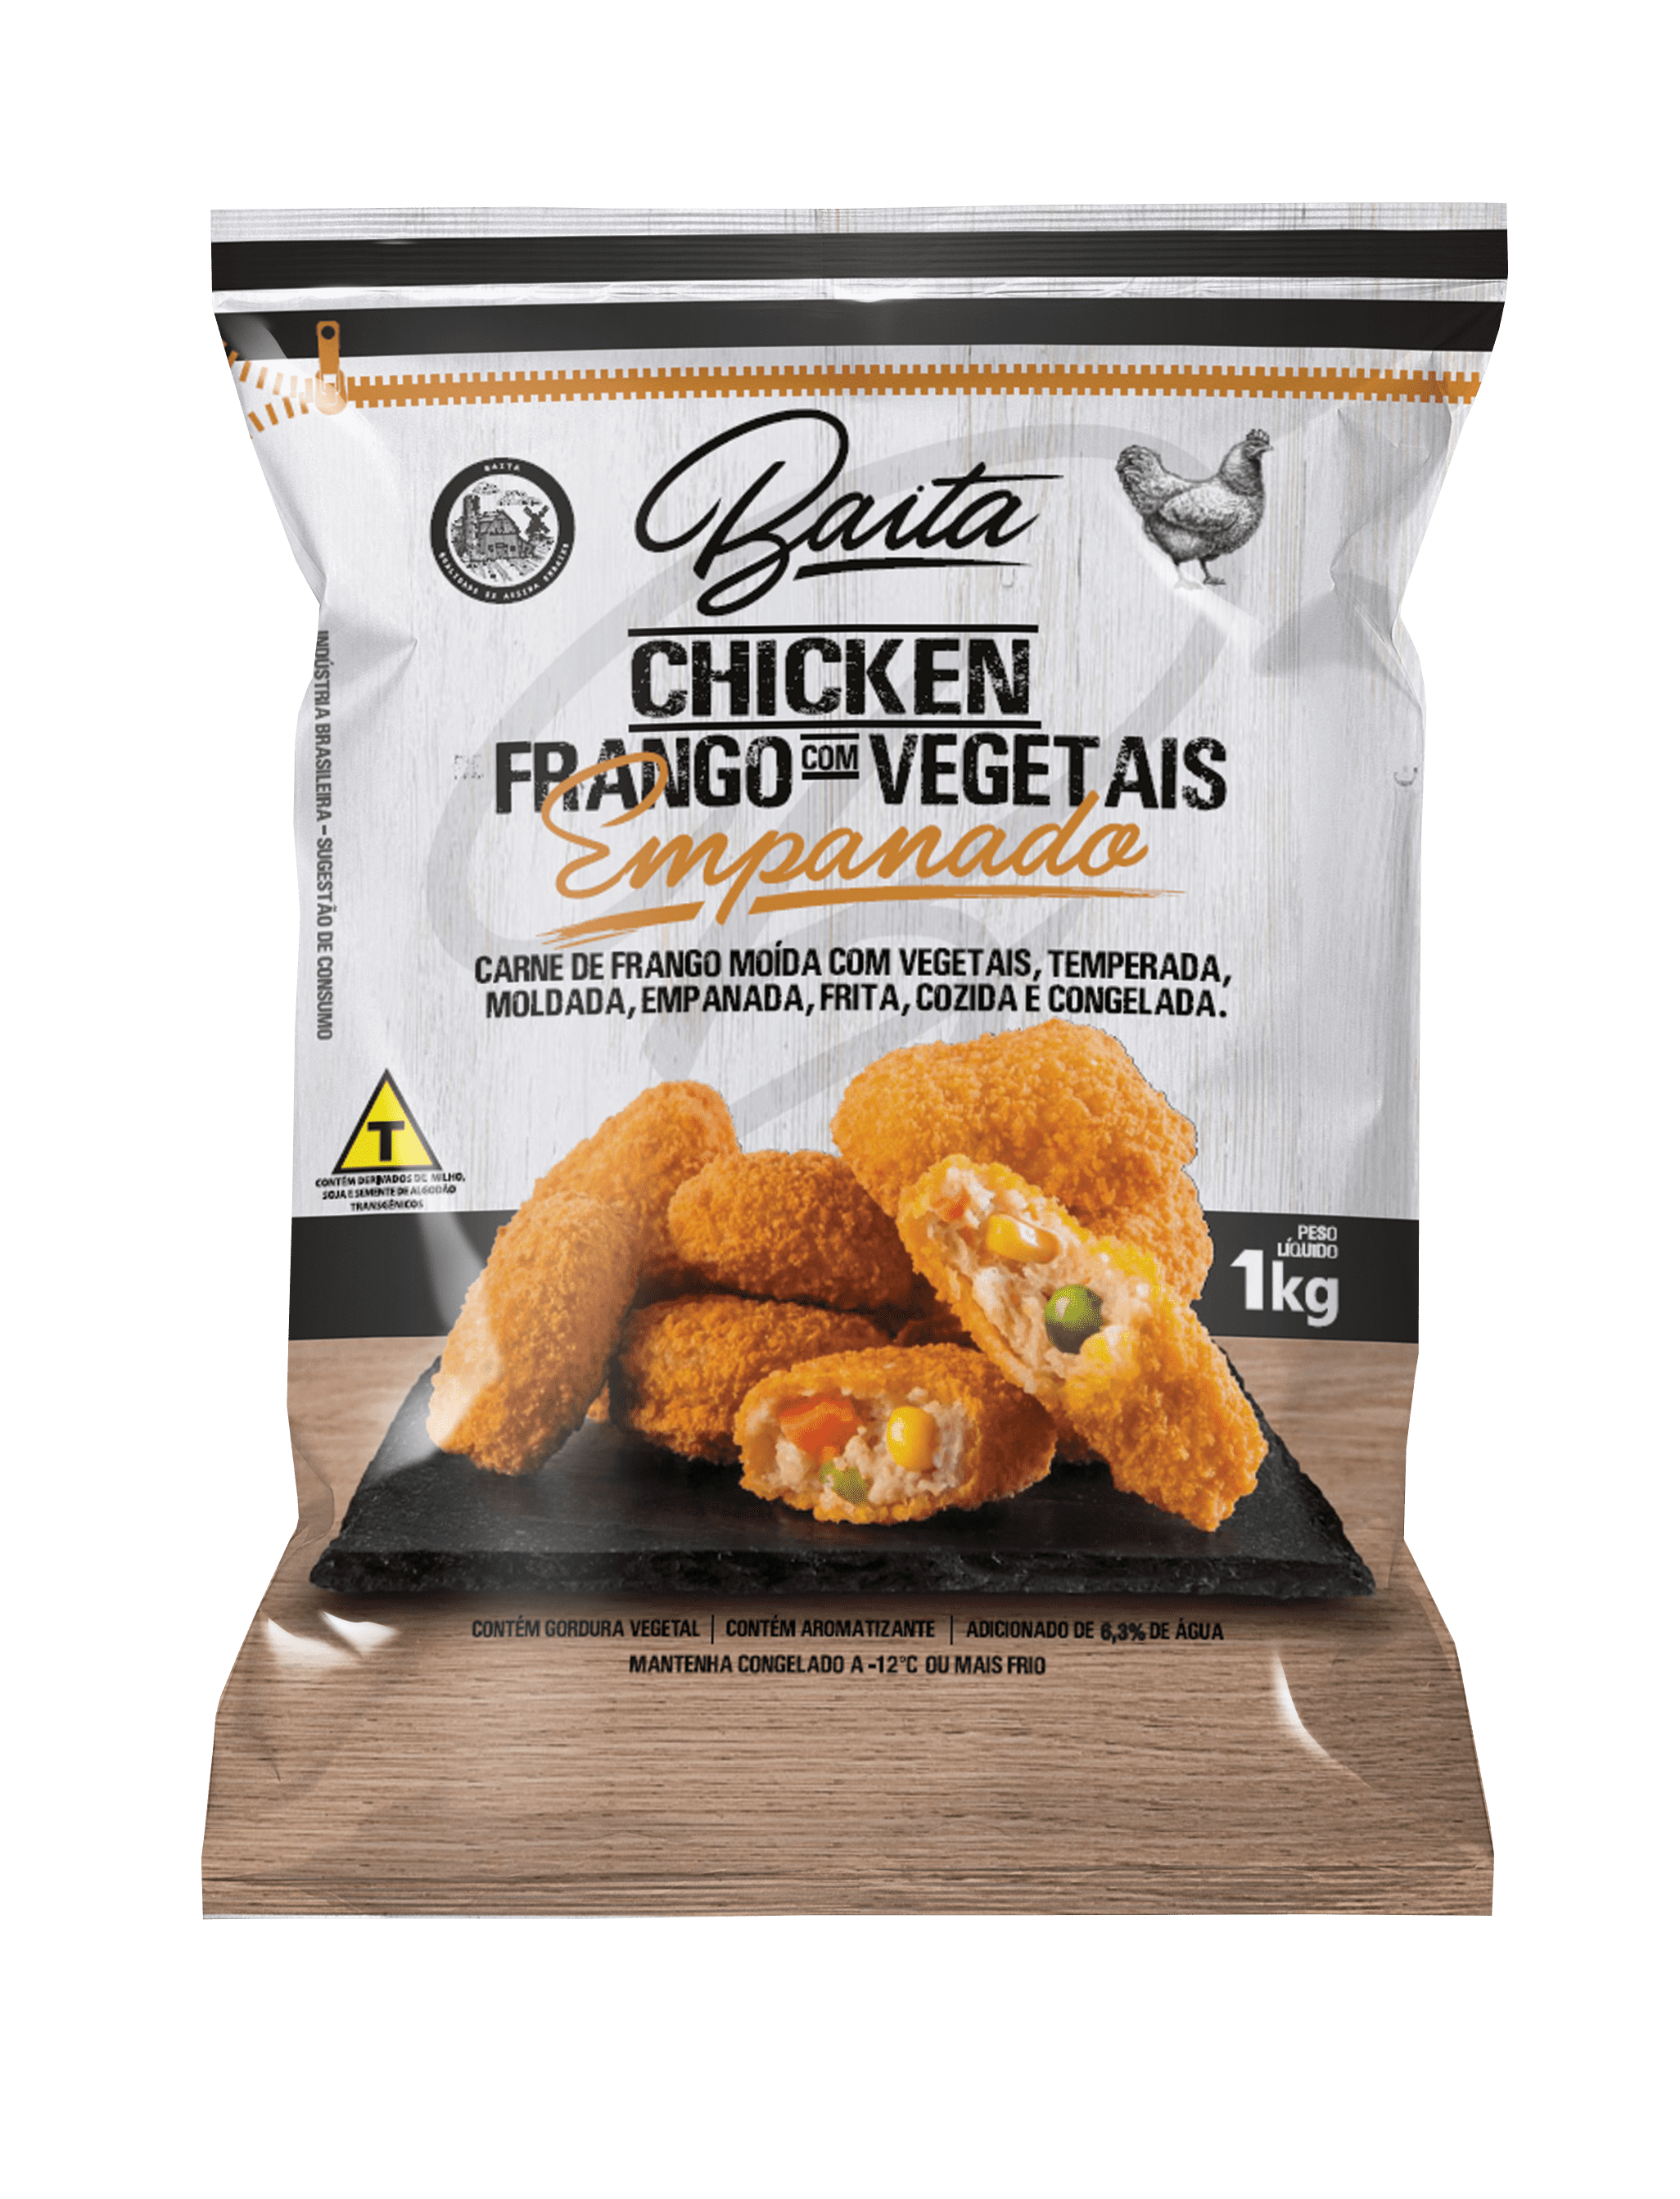 BAITA
Baita
CHICKEN
DE FRANGO COM VEGETAIS
Empanado
CARNE DE FRANGO MOÍDA COM VEGETAIS, TEMPERADA,
MOLDADA, EMPANADA, FRITA, COZIDA E CONGELADA.
INDÚSTRIA BRASILEIRA - SUGESTÃO DE CONSUMO
T
CONTÉM DERIVADOS DE MILHO,
SOJA E SEMENTE DE ALGODÃO
TRANSGÊNICOS
PESO
LÍQUIDO
1kg
CONTÉM GORDURA VEGETAL | CONTÉM AROMATIZANTE | ADICIONADO DE 6,3% DE ÁGUA
MANTENHA CONGELADO A -12°C OU MAIS FRIO